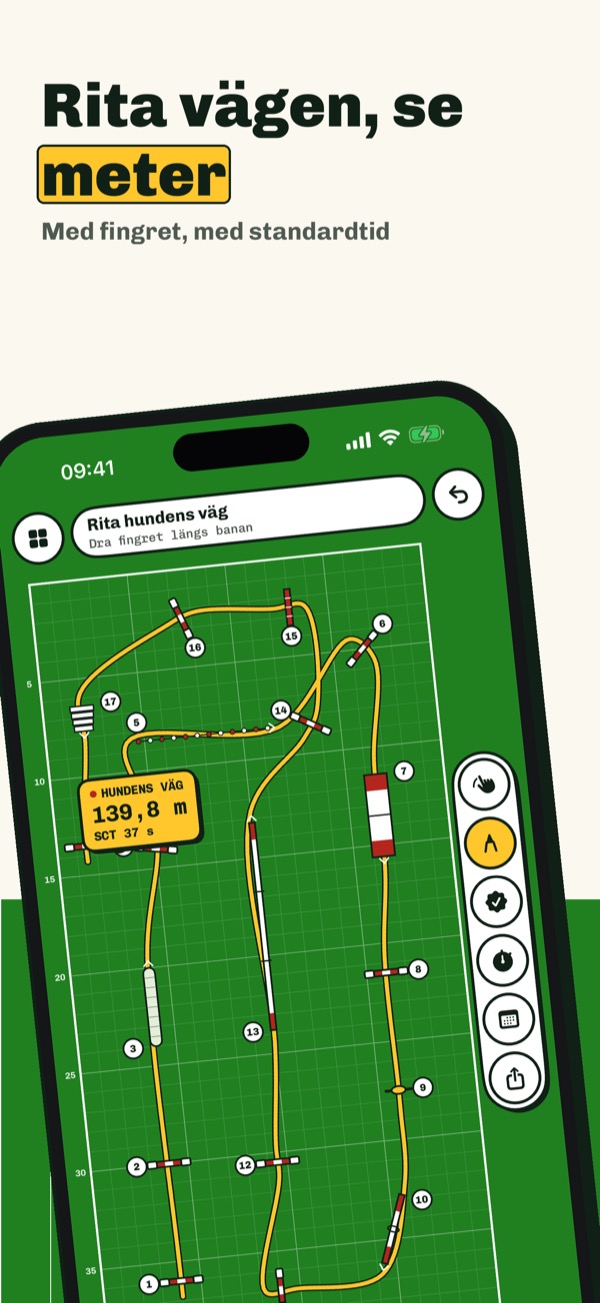 Rita vägen, se
meter
Med fingret, med standardtid
09:41
Rita hundens väg
Dra fingret längs banan
16
15
6
17
5
14
5
7
10
HUNDENS VÄG
139,8 m
SCT 37 s
15
20
8
3
13
25
9
2
12
30
10
1
35